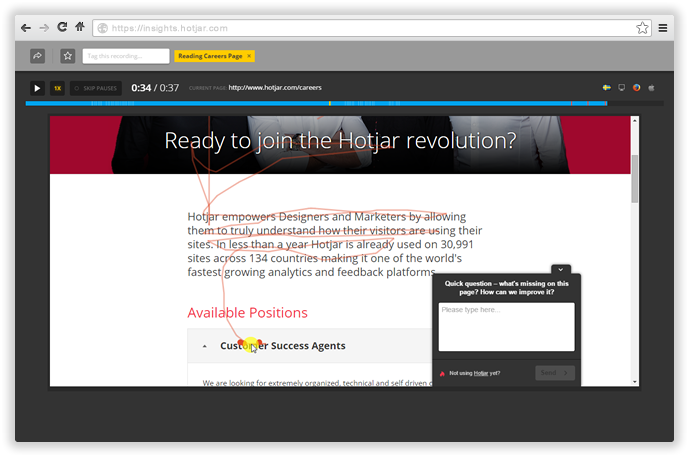 https://insights.hotjar.com
Tag this recording...
Reading Careers Page ×
1X
SKIP PAUSES
0:34 / 0:37
CURRENT PAGE http://www.hotjar.com/careers
Ready to join the Hotjar revolution?
Hotjar empowers Designers and Marketers by allowing
them to truly understand how their visitors are using their
sites. In less than a year Hotjar is already used on 30,991
sites across 134 countries making it one of the world's
fastest growing analytics and feedback platforms.
Available Positions
Customer Success Agents
We are looking for extremely organized, technical and self driven
Quick question – what's missing on this
page? How can we improve it?
Please type here...
Not using Hotjar yet?
Send